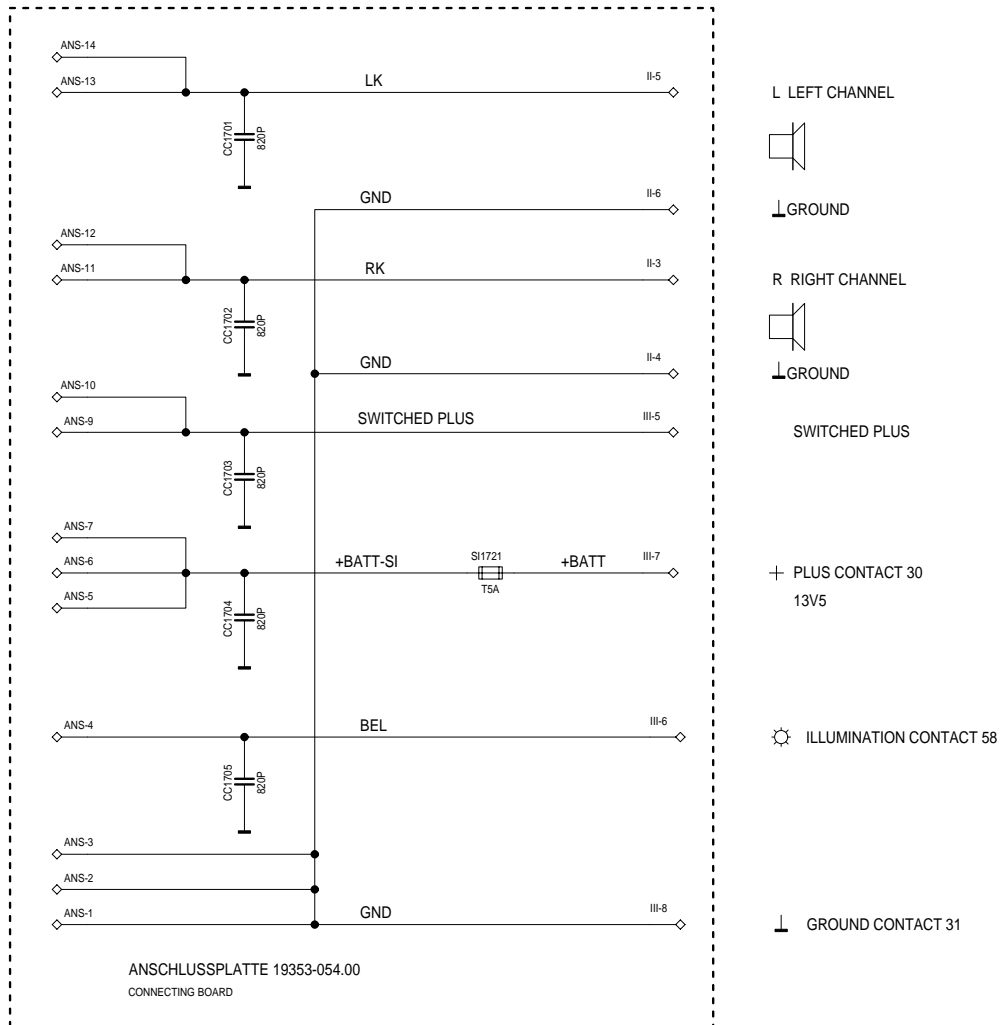 ANS-14
ANS-13
LK
II-5
L LEFT CHANNEL
CC1701
820P
GND
II-6
GROUND
ANS-12
ANS-11
RK
II-3
R RIGHT CHANNEL
CC1702
820P
GND
II-4
GROUND
ANS-10
ANS-9
SWITCHED PLUS
III-5
SWITCHED PLUS
CC1703
820P
ANS-7
ANS-6
+BATT-SI
SI1721
T5A
+BATT
III-7
+ PLUS CONTACT 30
13V5
ANS-5
CC1704
820P
ANS-4
BEL
III-6
ILLUMINATION CONTACT 58
CC1705
820P
ANS-3
ANS-2
ANS-1
GND
III-8
GROUND CONTACT 31
ANSCHLUSSPLATTE 19353-054.00
CONNECTING BOARD